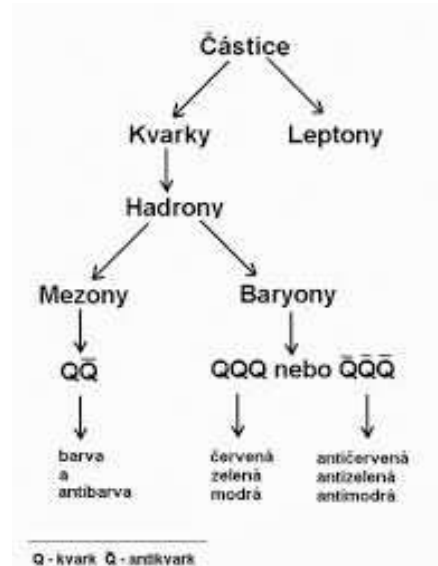 Částice
Kvarky Leptony
Hadrony
Mezony Baryony
QQ̄ QQQ nebo Q̄Q̄Q̄
barva červená antičervená
a zelená antizelená
antibarva modrá antimodrá
Q - kvark Q̄ - antikvark